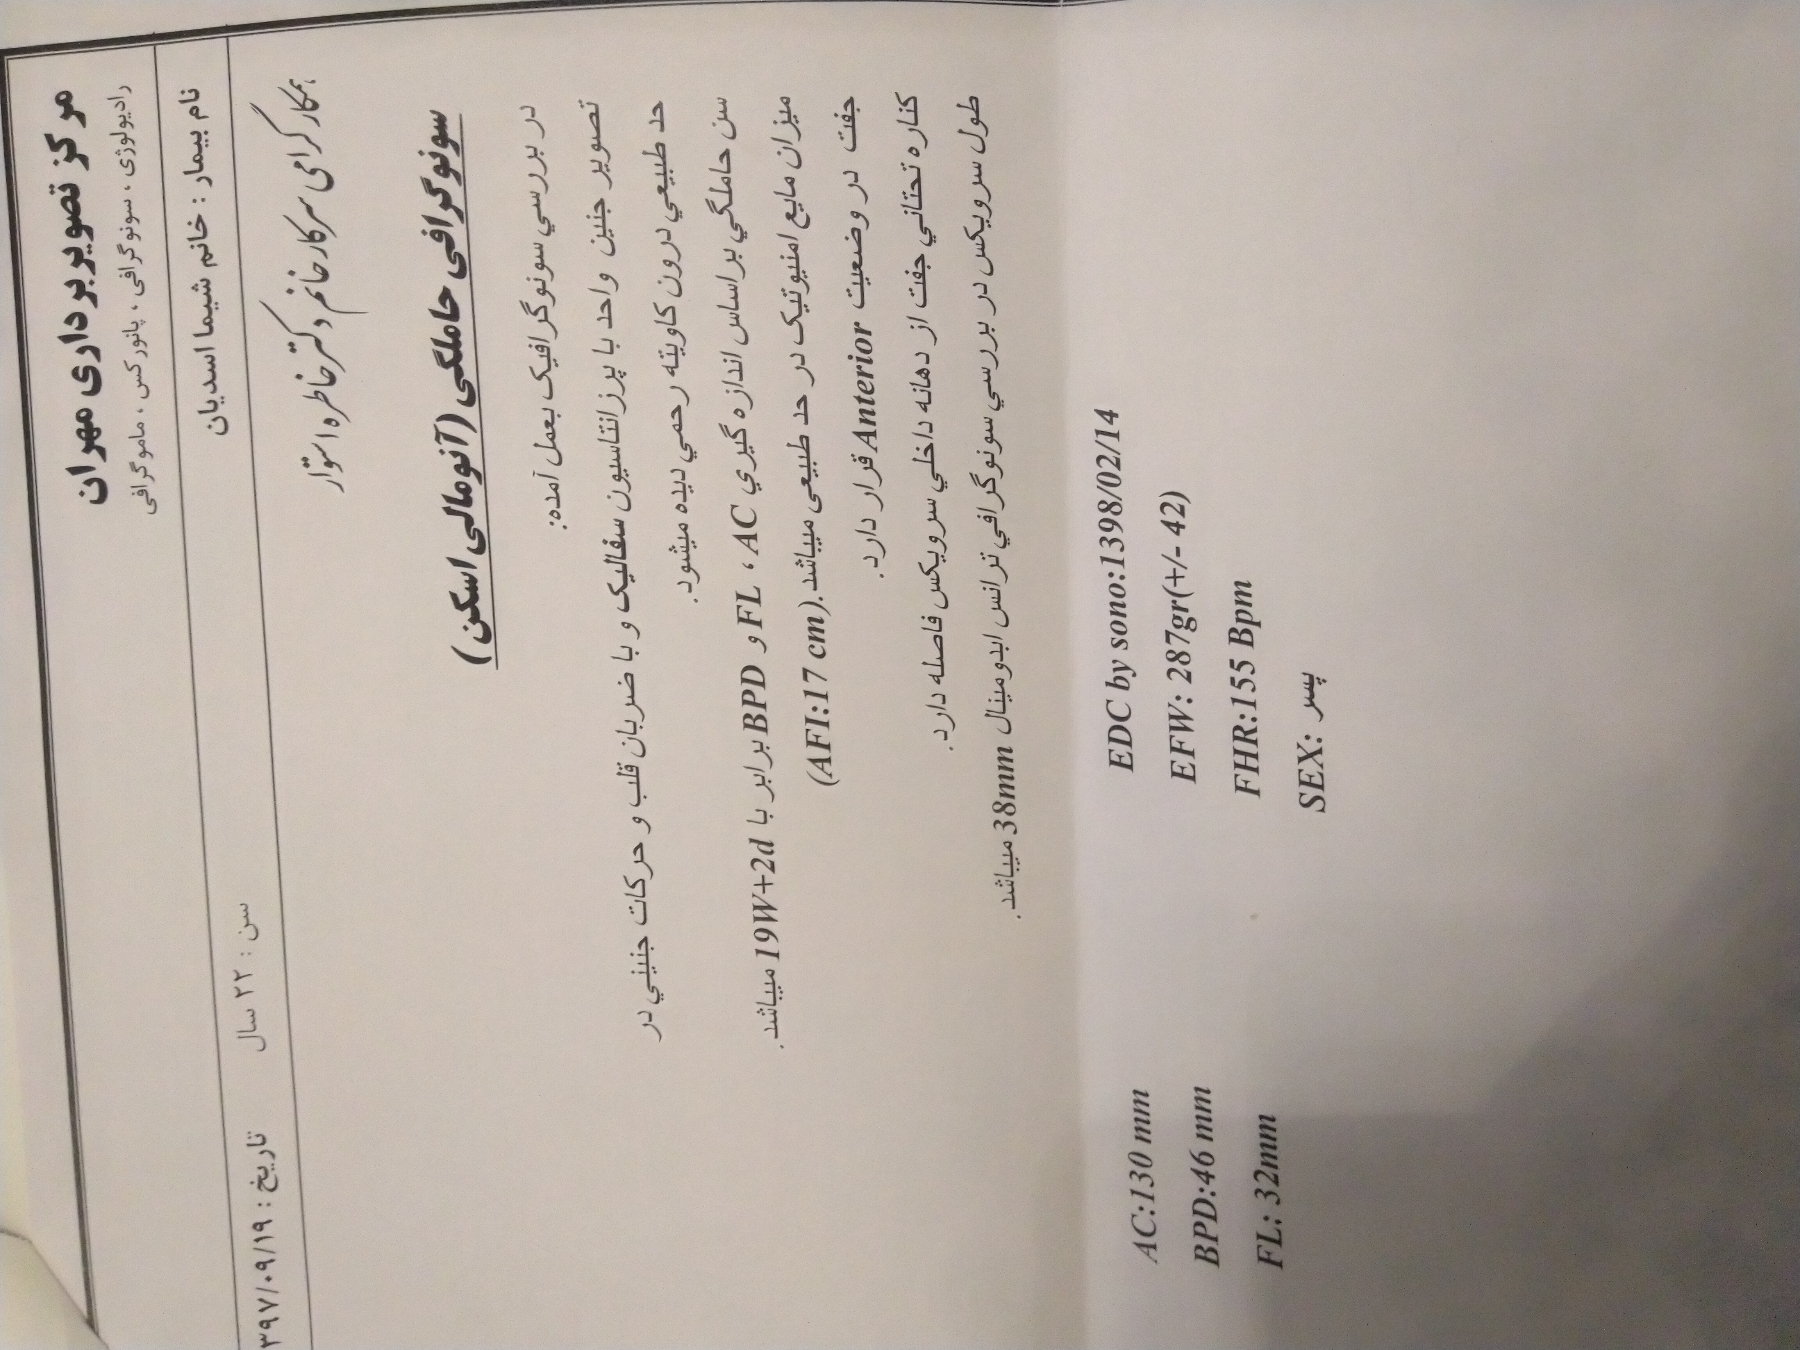 مرکز تصویربرداری مهران
رادیولوژی ، سونوگرافی ، پانورکس ، ماموگرافی
نام بیمار : خانم شیما اسدیان سن : ۲۲ سال تاریخ : ۳۹۷/۰۹/۱۹
همکار گرامی سرکار خانم دکتر خاطره استوار
سونوگرافی حاملگی (آنومالی اسکن)
در بررسي سونوگرافیک بعمل آمده:
تصویر جنین واحد با پرزانتاسیون سفالیک و با ضربان قلب و حرکات جنیني در
حد طبیعي درون کاویته رحمي دیده میشود.
سن حاملگي براساس اندازه گیري FL ، AC و BPD برابر با 19W+2d میباشد.
میزان مایع امنیوتیک در حد طبیعی میباشد.(AFI:17 cm)
جفت در وضعیت Anterior قرار دارد.
کناره تحتاني جفت از دهانه داخلي سرویکس فاصله دارد.
طول سرویکس در بررسي سونوگرافي ترانس ابدومینال 38mm میباشد.
EDC by sono:1398/02/14 AC:130 mm
EFW: 287gr(+/- 42) BPD:46 mm
FHR:155 Bpm FL: 32mm
SEX: پسر